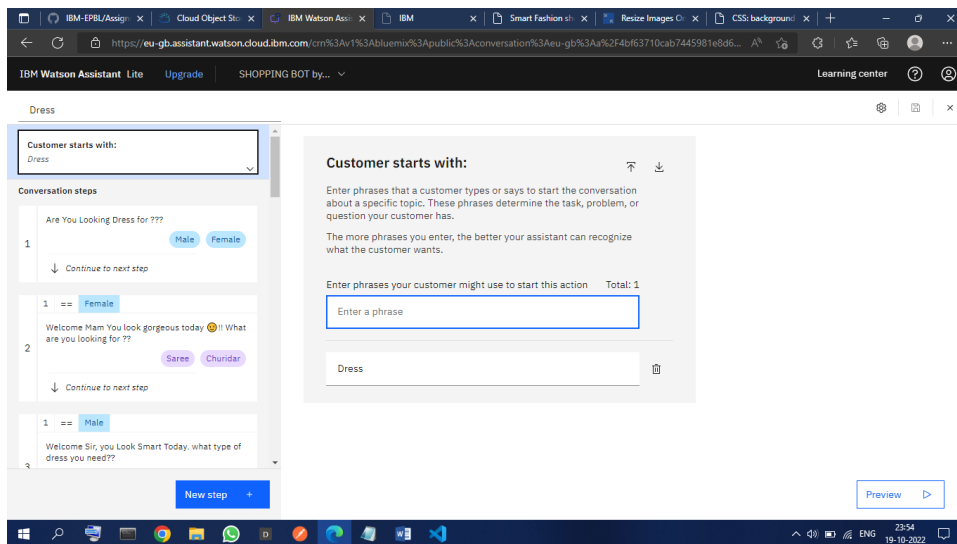 IBM-EPBL/Assign
Cloud Object Sto
IBM Watson Assi
IBM
Smart Fashion sh
Resize Images On
CSS: background
https://eu-gb.assistant.watson.cloud.ibm.com/crn%3Av1%3Abluemix%3Apublic%3Aconversation%3Aeu-gb%3Aa%2F4bf63710cab7445981e8d6...
IBM Watson Assistant Lite Upgrade SHOPPING BOT by... Learning center
Dress
Customer starts with:
Dress
Conversation steps
Are You Looking Dress for ???
1
Male Female
Continue to next step
1 == Female
Welcome Mam You look gorgeous today !! What
are you looking for ??
2
Saree Churidar
Continue to next step
1 == Male
Welcome Sir, you Look Smart Today. what type of
dress you need??
3
New step +
Customer starts with:
Enter phrases that a customer types or says to start the conversation
about a specific topic. These phrases determine the task, problem, or
question your customer has.
The more phrases you enter, the better your assistant can recognize
what the customer wants.
Enter phrases your customer might use to start this action Total: 1
Enter a phrase
Dress
Preview
ENG
23:54
19-10-2022